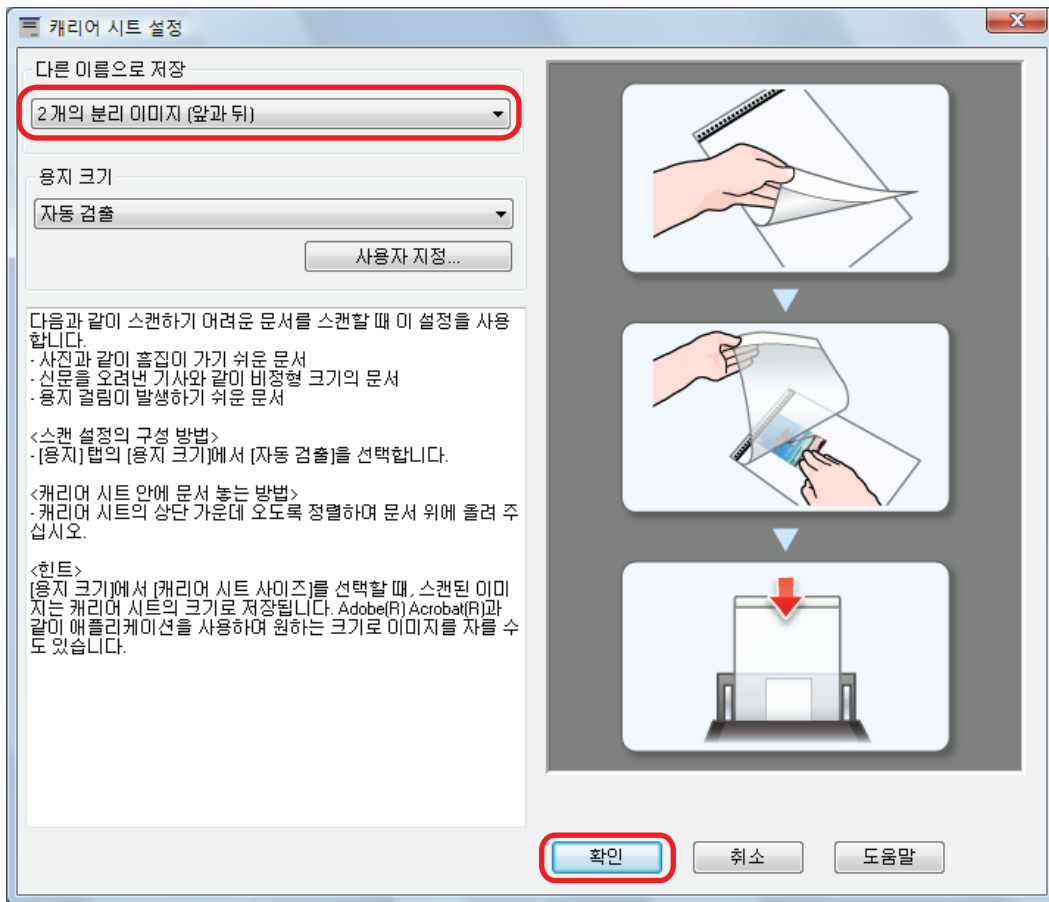 캐리어 시트 설정
다른 이름으로 저장
2개의 분리 이미지 (앞과 뒤)
용지 크기
자동 검출
사용자 지정...
다음과 같이 스캔하기 어려운 문서를 스캔할 때 이 설정을 사용
합니다.
- 사진과 같이 흠집이 가기 쉬운 문서
- 신문을 오려낸 기사와 같이 비정형 크기의 문서
- 용지 걸림이 발생하기 쉬운 문서
<스캔 설정의 구성 방법>
- [용지] 탭의 [용지 크기]에서 [자동 검출]을 선택합니다.
<캐리어 시트 안에 문서 놓는 방법>
- 캐리어 시트의 상단 가운데 오도록 정렬하여 문서 위에 올려 주
십시오.
<힌트>
[용지 크기]에서 [캐리어 시트 사이즈]를 선택할 때, 스캔된 이미
지는 캐리어 시트의 크기로 저장됩니다. Adobe(R) Acrobat(R)과
같이 애플리케이션을 사용하여 원하는 크기로 이미지를 자를 수
도 있습니다.
확인
취소
도움말